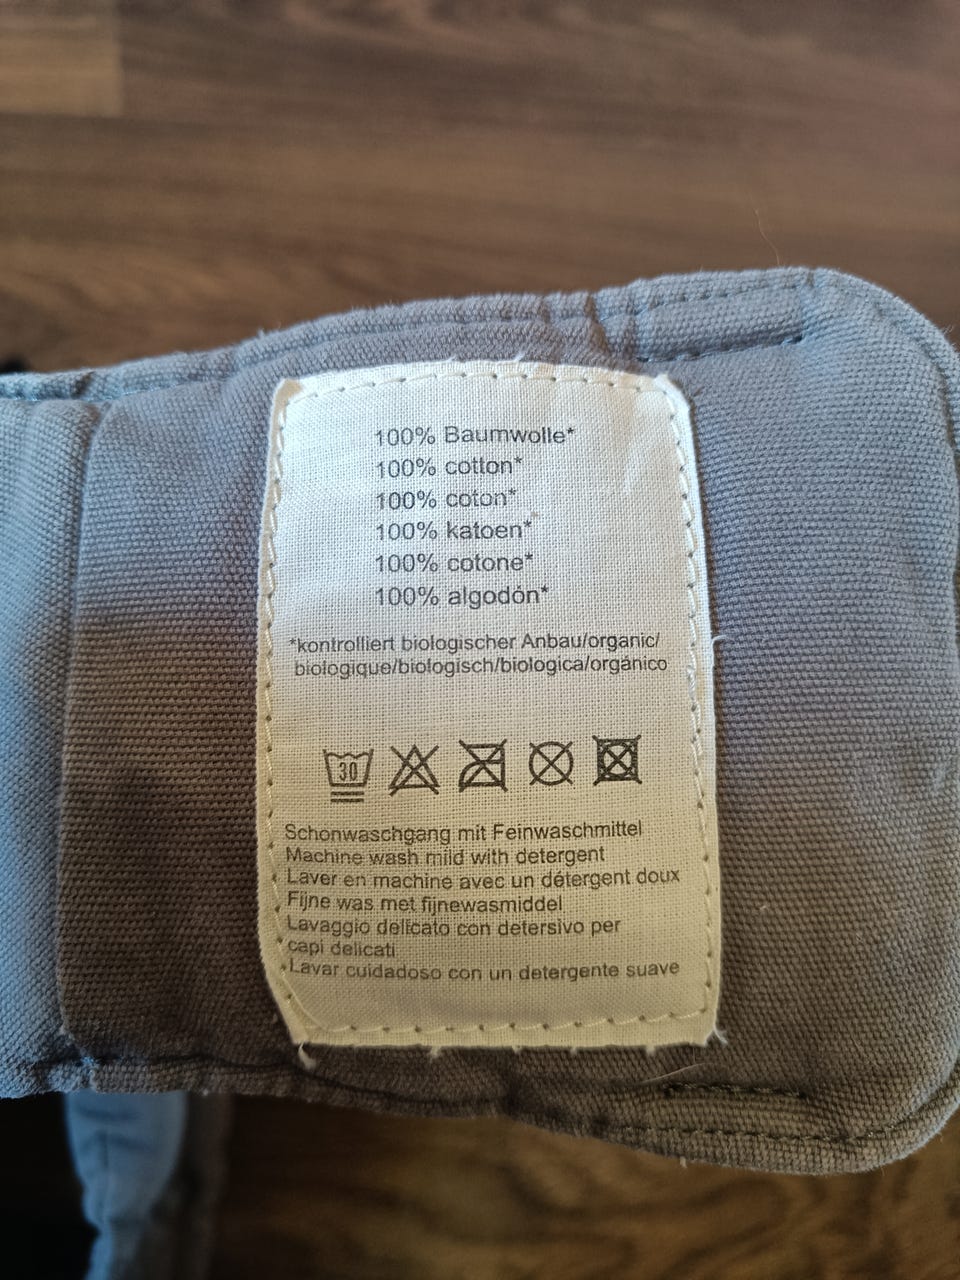 100% Baumwolle*
100% cotton*
100% coton*
100% katoen*
100% cotone*
100% algodón*
*kontrolliert biologischer Anbau/organic/
biologique/biologisch/biologica/orgánico
30
Schonwaschgang mit Feinwaschmittel
Machine wash mild with detergent
Laver en machine avec un détergent doux
Fijne was met fijnewasmiddel
Lavaggio delicato con detersivo per
capi delicati
Lavar cuidadoso con un detergente suave